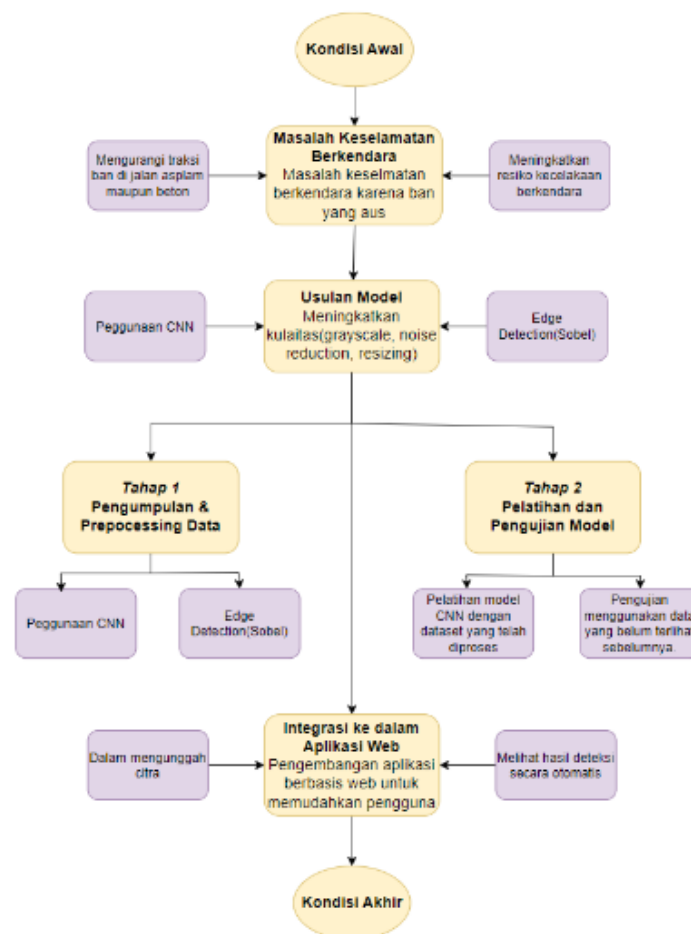 Kondisi Awal
Masalah Keselamatan
Berkendara
Masalah keselmatan
berkendara karena ban
yang aus
Mengurangi traksi
ban di jalan asplam
maupun beton
Meningkatkan
resiko kecelakaan
berkendara
Usulan Model
Meningkatkan
kulaitas(grayscale, noise
reduction, resizing)
Peggunaan CNN
Edge
Detection(Sobel)
Tahap 1
Pengumpulan &
Prepocessing Data
Tahap 2
Pelatihan dan
Pengujian Model
Peggunaan CNN
Edge
Detection(Sobel)
Pelatihan model
CNN dengan
dataset yang telah
diproses
Pengujian
menggunakan data
yang belum terlihat
sebelumnya.
Integrasi ke dalam
Aplikasi Web
Pengembangan aplikasi
berbasis web untuk
memudahkan pengguna
Dalam mengunggah
citra
Melihat hasil deteksi
secara otomatis
Kondisi Akhir